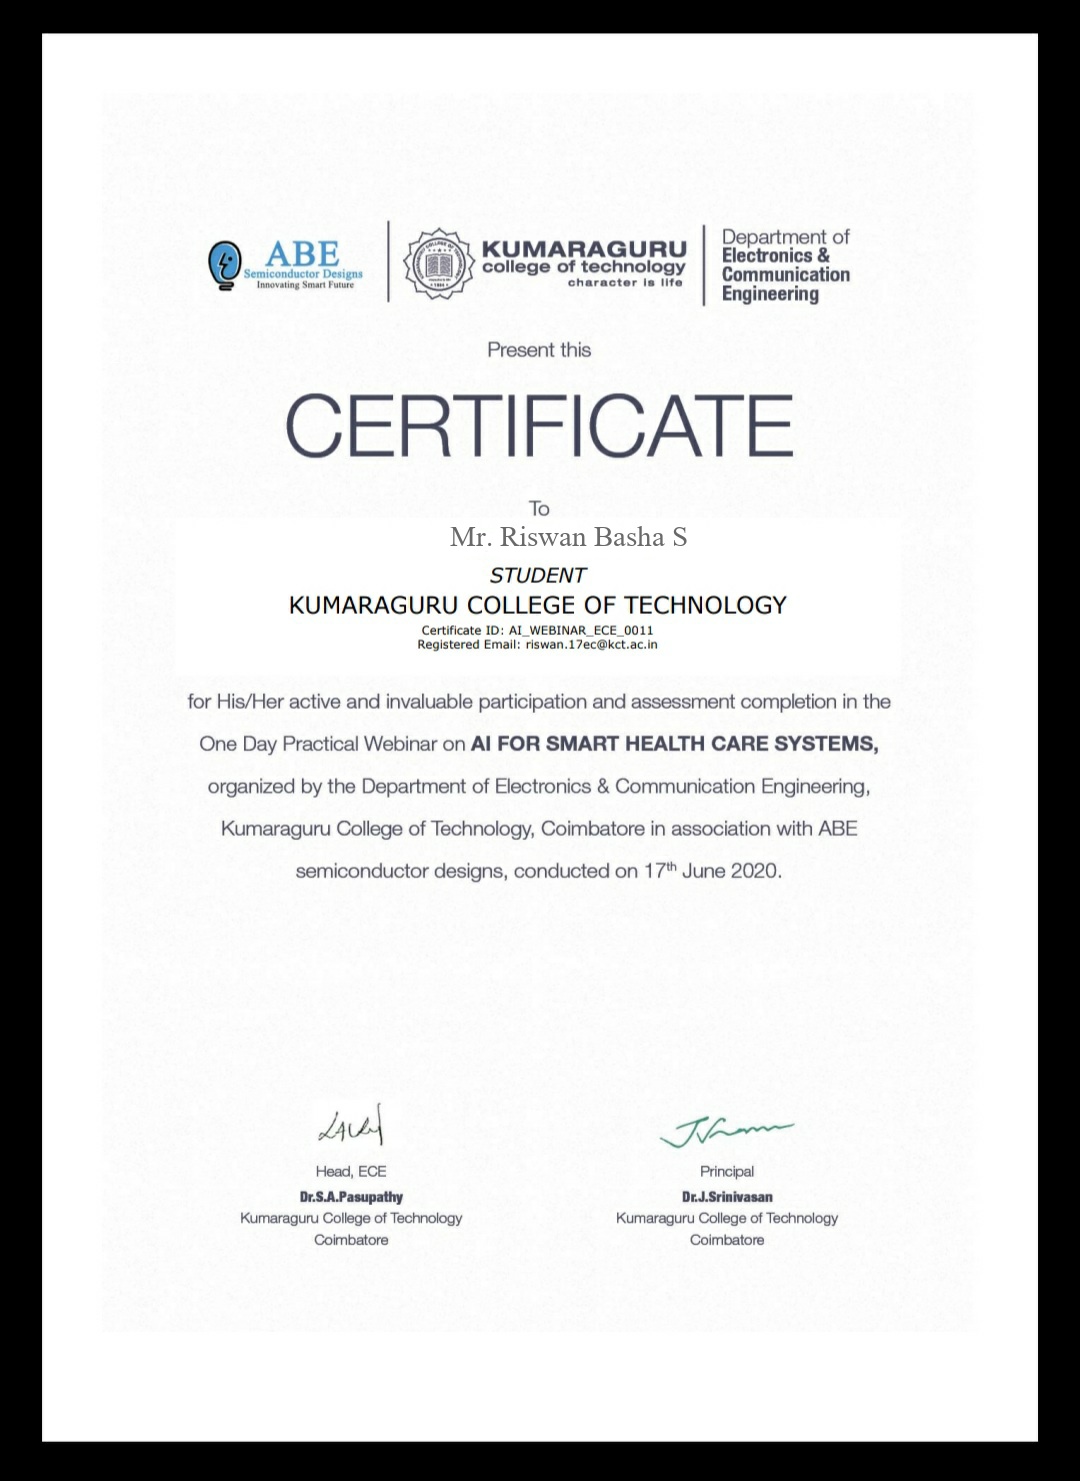 ABE
Semiconductor Designs
Innovating Smart Future
KUMARAGURU
college of technology
character is life
Department of
Electronics &
Communication
Engineering
Present this
CERTIFICATE
To
Mr. Riswan Basha S
STUDENT
KUMARAGURU COLLEGE OF TECHNOLOGY
Certificate ID: AI_WEBINAR_ECE_0011
Registered Email: riswan.17ec@kct.ac.in
for His/Her active and invaluable participation and assessment completion in the
One Day Practical Webinar on AI FOR SMART HEALTH CARE SYSTEMS,
organized by the Department of Electronics & Communication Engineering,
Kumaraguru College of Technology, Coimbatore in association with ABE
semiconductor designs, conducted on 17th June 2020.
Head, ECE
Dr.S.A.Pasupathy
Kumaraguru College of Technology
Coimbatore
Principal
Dr.J.Srinivasan
Kumaraguru College of Technology
Coimbatore